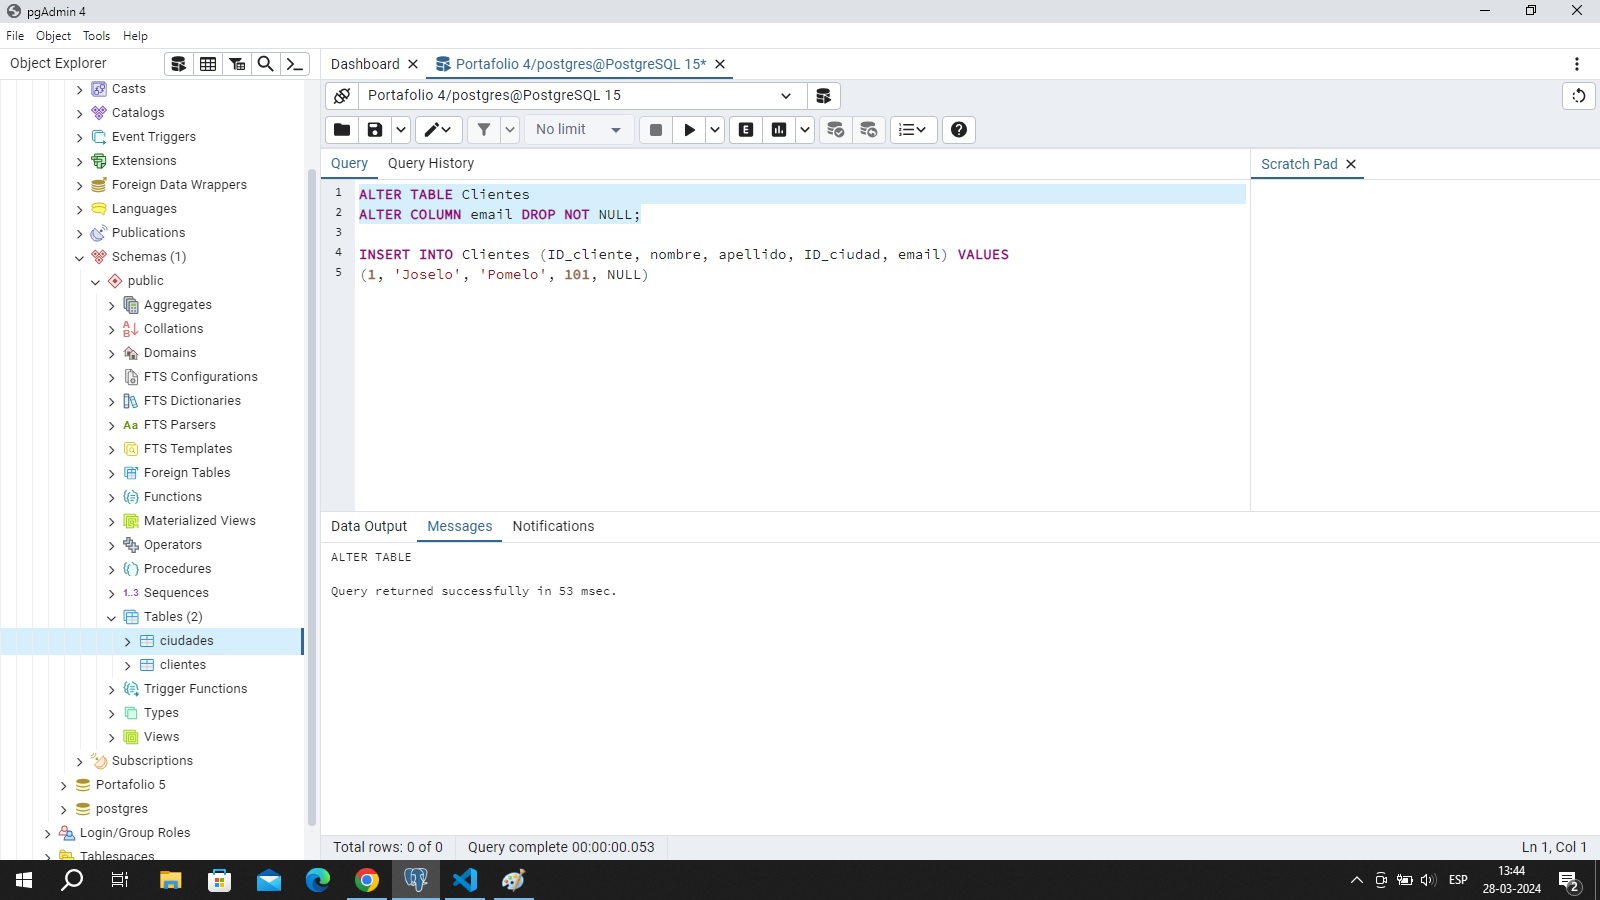 pgAdmin 4
File Object Tools Help
Object Explorer
Dashboard
Portafolio 4/postgres@PostgreSQL 15*
Portafolio 4/postgres@PostgreSQL 15
No limit
E
Query Query History
Scratch Pad
1 ALTER TABLE Clientes
2 ALTER COLUMN email DROP NOT NULL;
3
4 INSERT INTO Clientes (ID_cliente, nombre, apellido, ID_ciudad, email) VALUES
5 (1, 'Joselo', 'Pomelo', 101, NULL)
Casts
Catalogs
Event Triggers
Extensions
Foreign Data Wrappers
Languages
Publications
Schemas (1)
public
Aggregates
Collations
Domains
FTS Configurations
FTS Dictionaries
Aa FTS Parsers
FTS Templates
Foreign Tables
Functions
Materialized Views
Operators
Procedures
1..3 Sequences
Tables (2)
ciudades
clientes
Trigger Functions
Types
Views
Subscriptions
Portafolio 5
postgres
Login/Group Roles
Tablespaces
Data Output Messages Notifications
ALTER TABLE
Query returned successfully in 53 msec.
Total rows: 0 of 0 Query complete 00:00:00.053
Ln 1, Col 1
ESP
13:44
28-03-2024
2